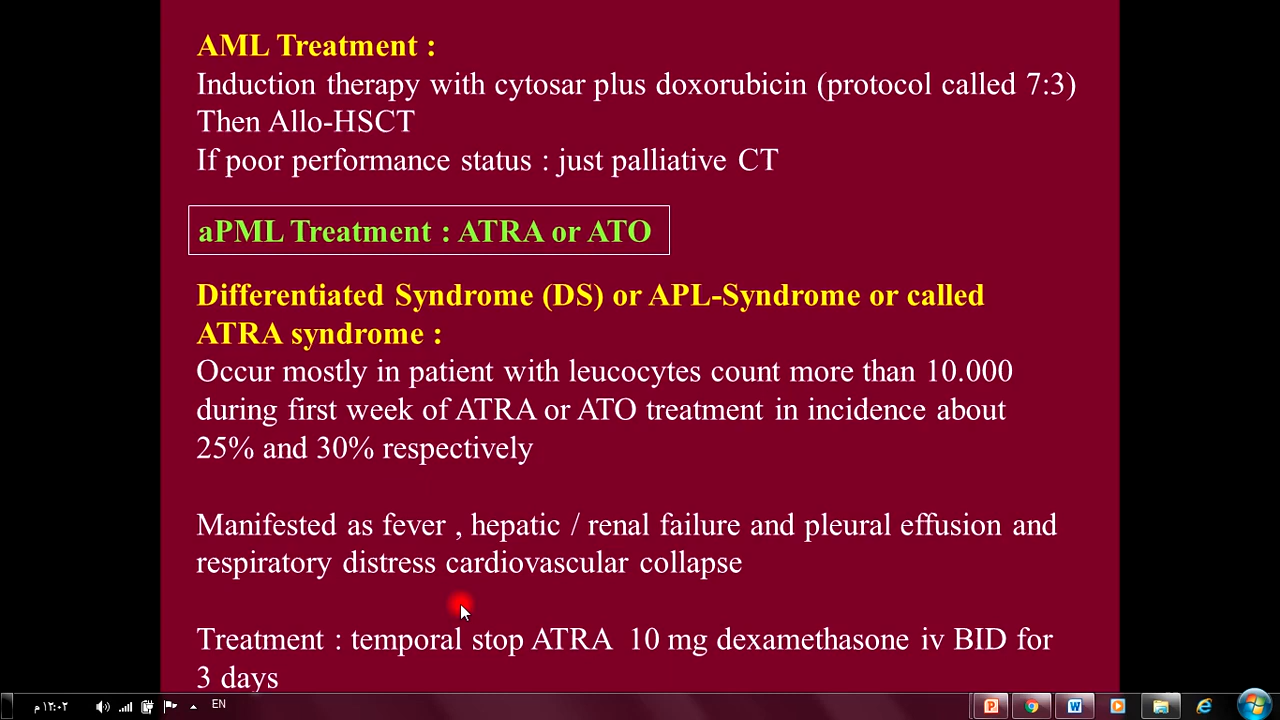 AML Treatment :
Induction therapy with cytosar plus doxorubicin (protocol called 7:3)
Then Allo-HSCT
If poor performance status : just palliative CT
aPML Treatment : ATRA or ATO
Differentiated Syndrome (DS) or APL-Syndrome or called
ATRA syndrome :
Occur mostly in patient with leucocytes count more than 10.000
during first week of ATRA or ATO treatment in incidence about
25% and 30% respectively
Manifested as fever , hepatic / renal failure and pleural effusion and
respiratory distress cardiovascular collapse
Treatment : temporal stop ATRA  10 mg dexamethasone iv BID for
3 days
١٢:٠٢ م
EN